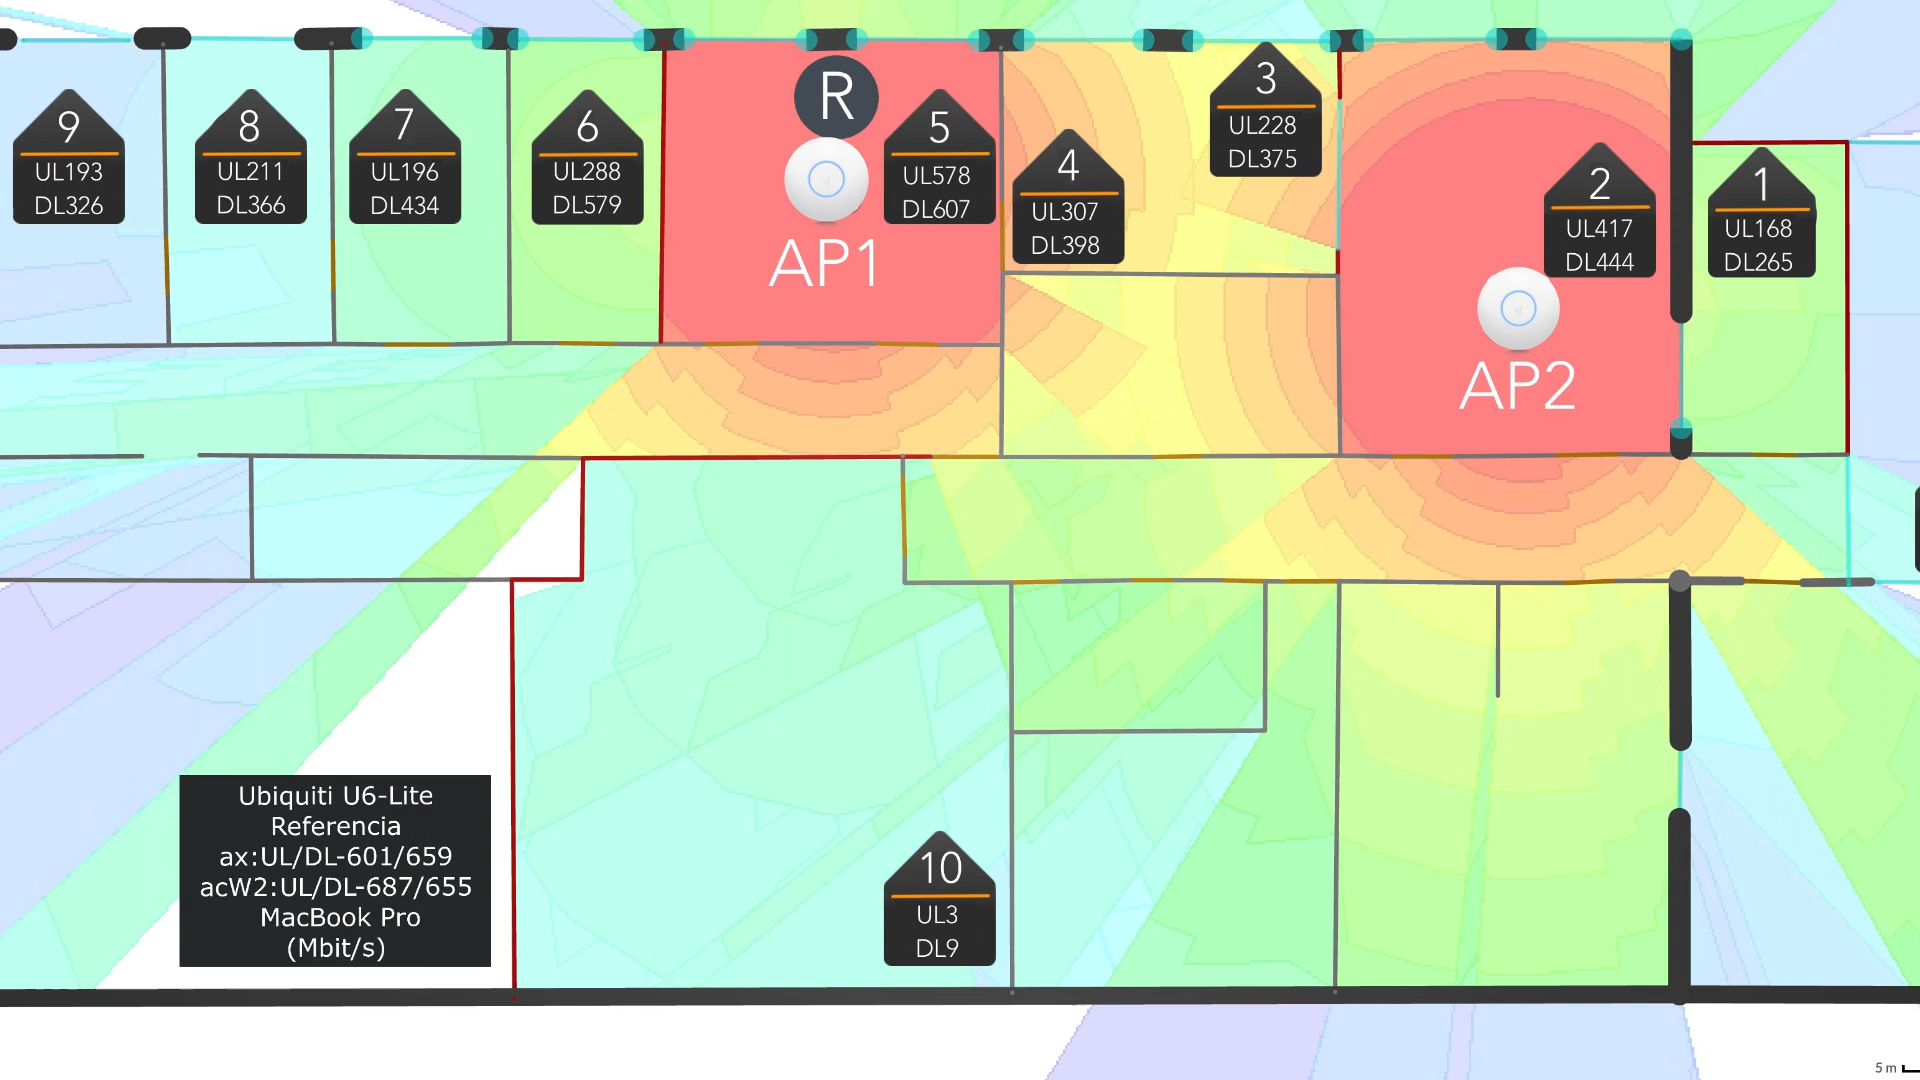 9
UL193
DL326
8
UL211
DL366
7
UL196
DL434
6
UL288
DL579
R
AP1
5
UL578
DL607
4
UL307
DL398
3
UL228
DL375
2
UL417
DL444
AP2
1
UL168
DL265
Ubiquiti U6-Lite
Referencia
ax:UL/DL-601/659
acW2:UL/DL-687/655
MacBook Pro
(Mbit/s)
10
UL3
DL9
5 m